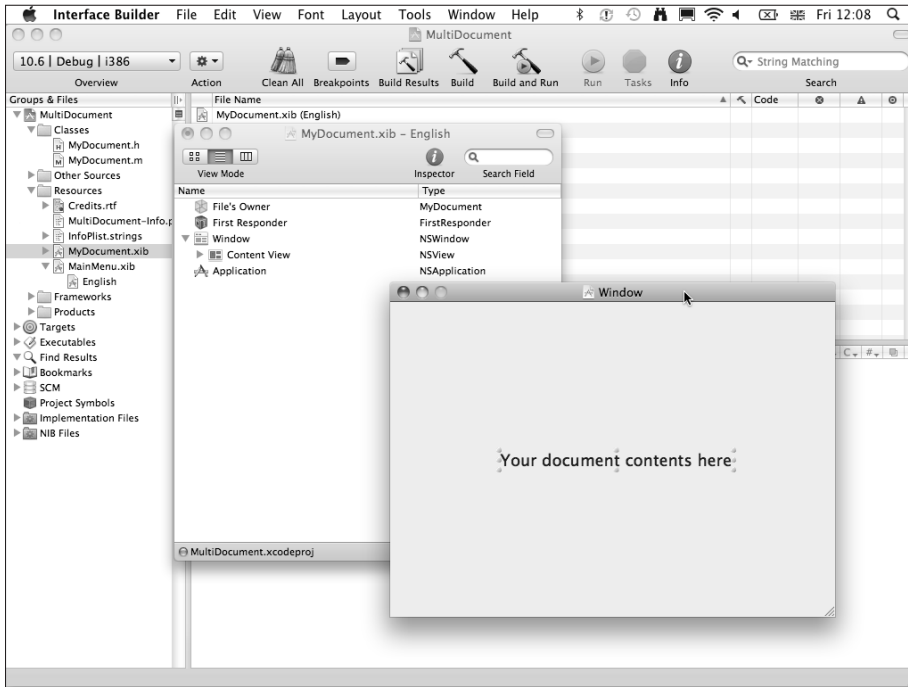 Interface Builder File Edit View Font Layout Tools Window Help Fri 12:08
MultiDocument
10.6 | Debug | i386
String Matching
Overview Action Clean All Breakpoints Build Results Build Build and Run Run Tasks Info Search
Groups & Files
File Name Code
MultiDocument
MyDocument.xib (English)
Classes
MyDocument.h
MyDocument.m
Other Sources
Resources
Credits.rtf
MultiDocument-Info.p
InfoPlist.strings
MyDocument.xib
MainMenu.xib
English
Frameworks
Products
Targets
Executables
Find Results
Bookmarks
SCM
Project Symbols
Implementation Files
NIB Files
MyDocument.xib – English
View Mode Inspector Search Field
Name Type
File's Owner MyDocument
First Responder FirstResponder
Window NSWindow
Content View NSView
Application NSApplication
MultiDocument.xcodeproj
Window
Your document contents here
C #